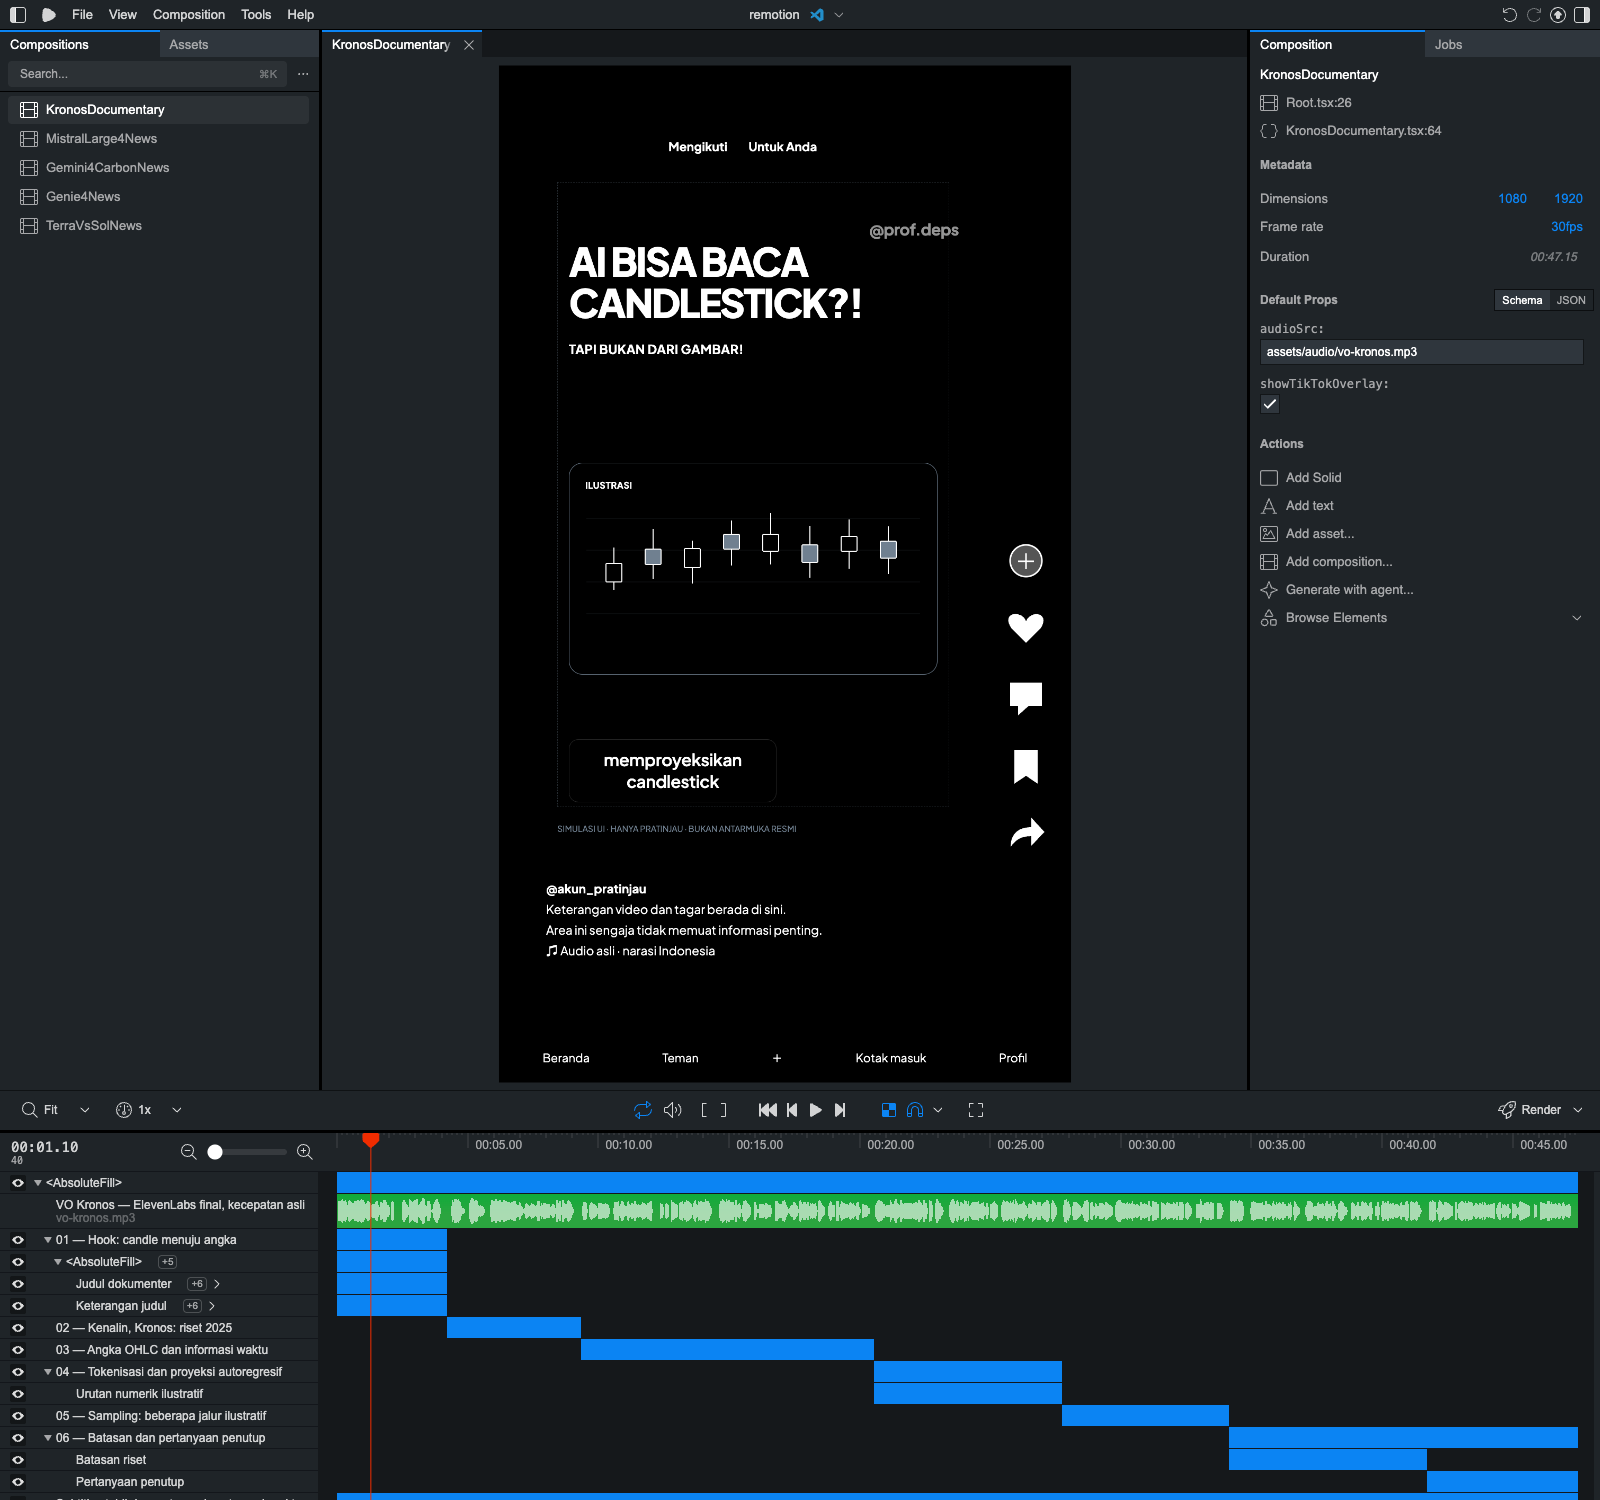 File View Composition Tools Help
remotion
Compositions Assets
Search... ⌘K ...
KronosDocumentary
MistralLarge4News
Gemini4CarbonNews
Genie4News
TerraVsSolNews
KronosDocumentary
Mengikuti Untuk Anda
@prof.deps
AI BISA BACA
CANDLESTICK?!
TAPI BUKAN DARI GAMBAR!
ILUSTRASI
memproyeksikan
candlestick
SIMULASI UI · HANYA PRATINJAU · BUKAN ANTARMUKA RESMI
@akun_pratinjau
Keterangan video dan tagar berada di sini.
Area ini sengaja tidak memuat informasi penting.
♫ Audio asli · narasi Indonesia
Beranda Teman + Kotak masuk Profil
Composition Jobs
KronosDocumentary
Root.tsx:26
KronosDocumentary.tsx:64
Metadata
Dimensions 1080 1920
Frame rate 30fps
Duration 00:47.15
Default Props Schema JSON
audioSrc:
assets/audio/vo-kronos.mp3
showTikTokOverlay:
Actions
Add Solid
Add text
Add asset...
Add composition...
Generate with agent...
Browse Elements
Fit 1x Render
00:01.10
40
00:05.00 00:10.00 00:15.00 00:20.00 00:25.00 00:30.00 00:35.00 00:40.00 00:45.00
<AbsoluteFill>
VO Kronos — ElevenLabs final, kecepatan asli
vo-kronos.mp3
01 — Hook: candle menuju angka
<AbsoluteFill> +5
Judul dokumenter +6
Keterangan judul +6
02 — Kenalin, Kronos: riset 2025
03 — Angka OHLC dan informasi waktu
04 — Tokenisasi dan proyeksi autoregresif
Urutan numerik ilustratif
05 — Sampling: beberapa jalur ilustratif
06 — Batasan dan pertanyaan penutup
Batasan riset
Pertanyaan penutup